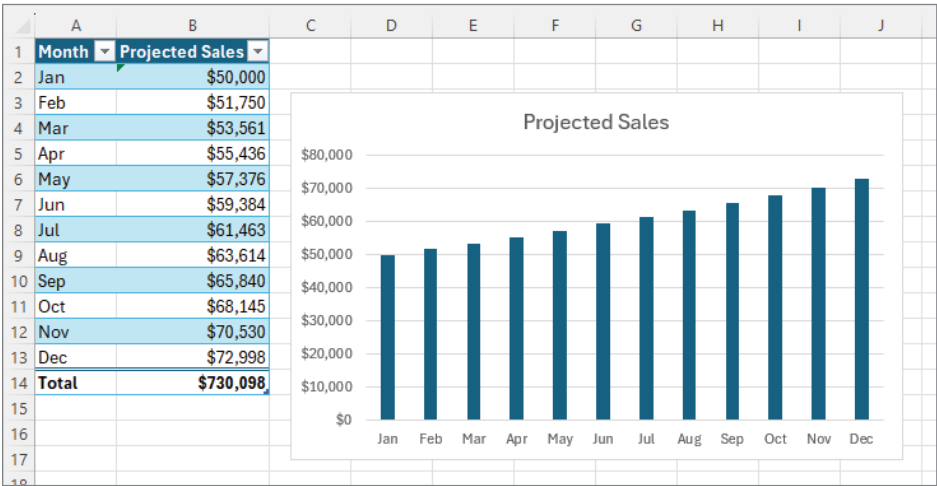 A B C D E F G H I J
1 Month Projected Sales
2 Jan $50,000
3 Feb $51,750
4 Mar $53,561
5 Apr $55,436
6 May $57,376
7 Jun $59,384
8 Jul $61,463
9 Aug $63,614
10 Sep $65,840
11 Oct $68,145
12 Nov $70,530
13 Dec $72,998
14 Total $730,098
15
16
17
18
Projected Sales
$80,000
$70,000
$60,000
$50,000
$40,000
$30,000
$20,000
$10,000
$0
Jan Feb Mar Apr May Jun Jul Aug Sep Oct Nov Dec